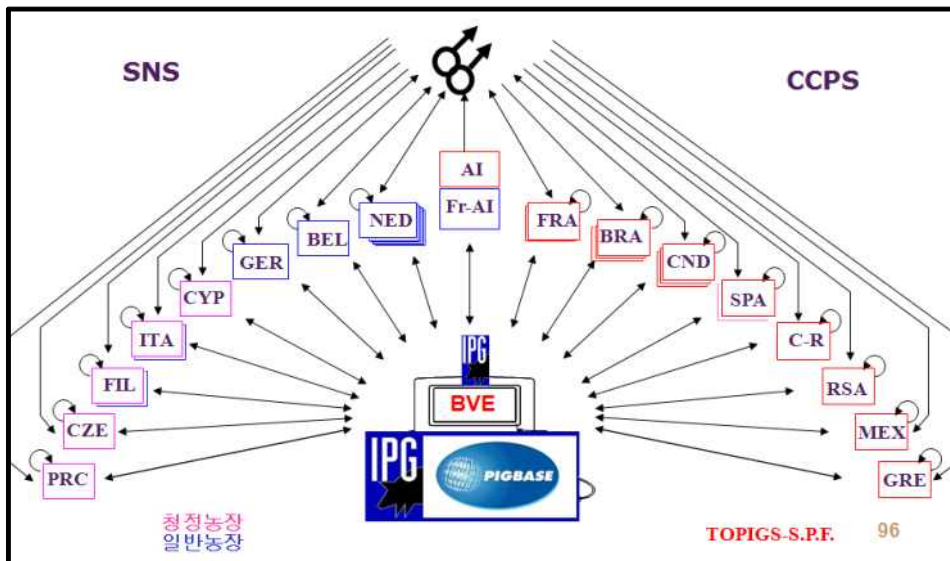 SNS
CCPS
AI
Fr-AI
NED
FRA
BEL
BRA
GER
CND
CYP
SPA
ITA
C-R
FIL
RSA
CZE
MEX
PRC
GRE
IPG
BVE
IPG
PIGBASE
청정농장
일반농장
TOPIGS-S.P.F.
96